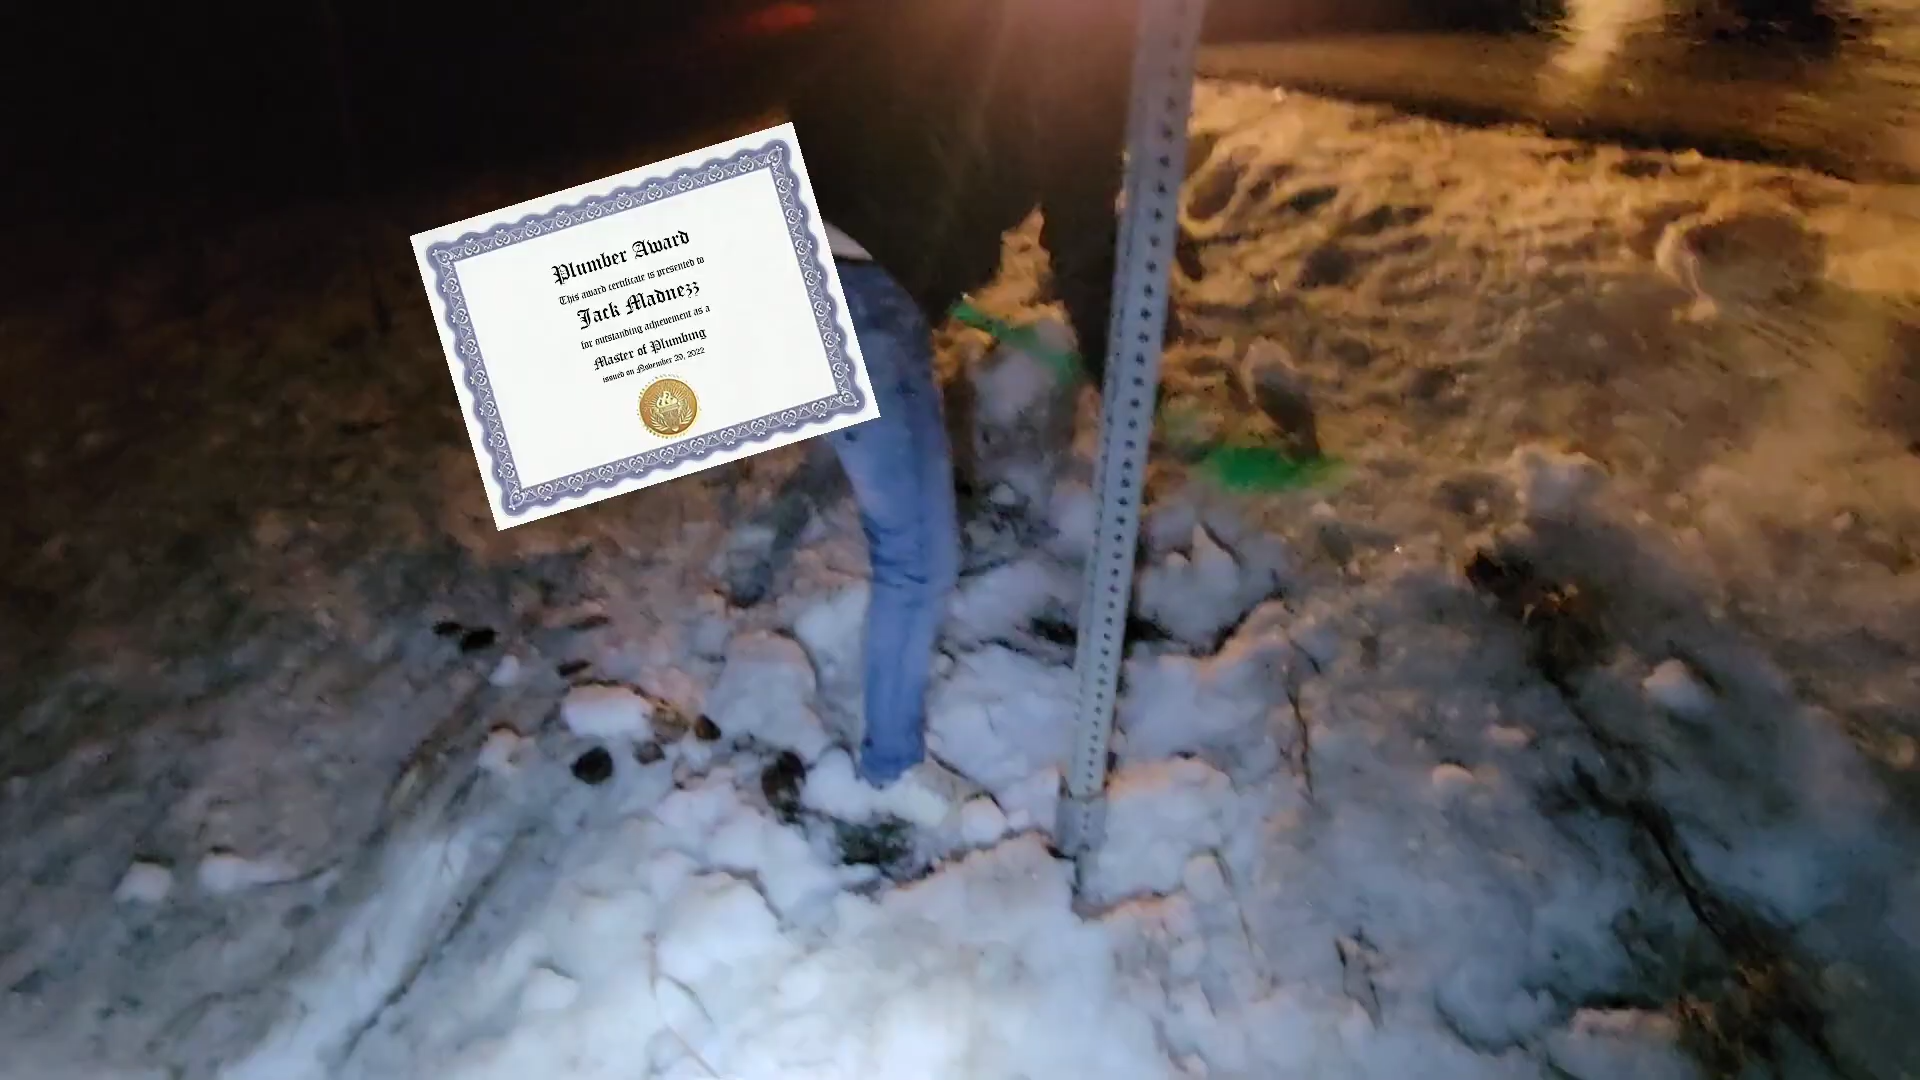 Plumber Award
This award certificate is presented to
Jack Madnezz
for outstanding achievement as a
Master of Plumbing
issued on November 20, 2022